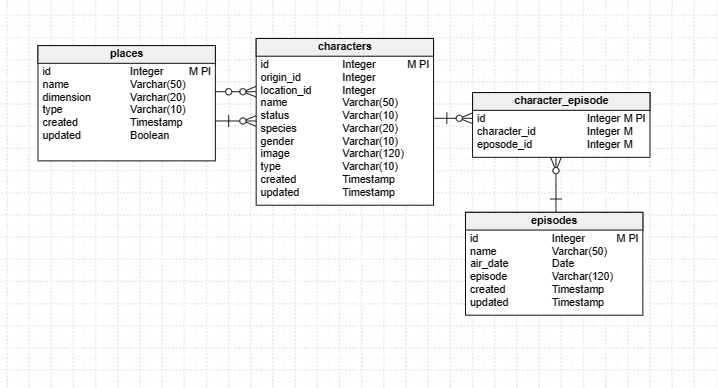 places
id Integer M PI
name Varchar(50)
dimension Varchar(20)
type Varchar(10)
created Timestamp
updated Boolean
characters
id Integer M PI
origin_id Integer
location_id Integer
name Varchar(50)
status Varchar(10)
species Varchar(20)
gender Varchar(10)
image Varchar(120)
type Varchar(10)
created Timestamp
updated Timestamp
character_episode
id Integer M PI
character_id Integer M
eposode_id Integer M
episodes
id Integer M PI
name Varchar(50)
air_date Date
episode Varchar(120)
created Timestamp
updated Timestamp